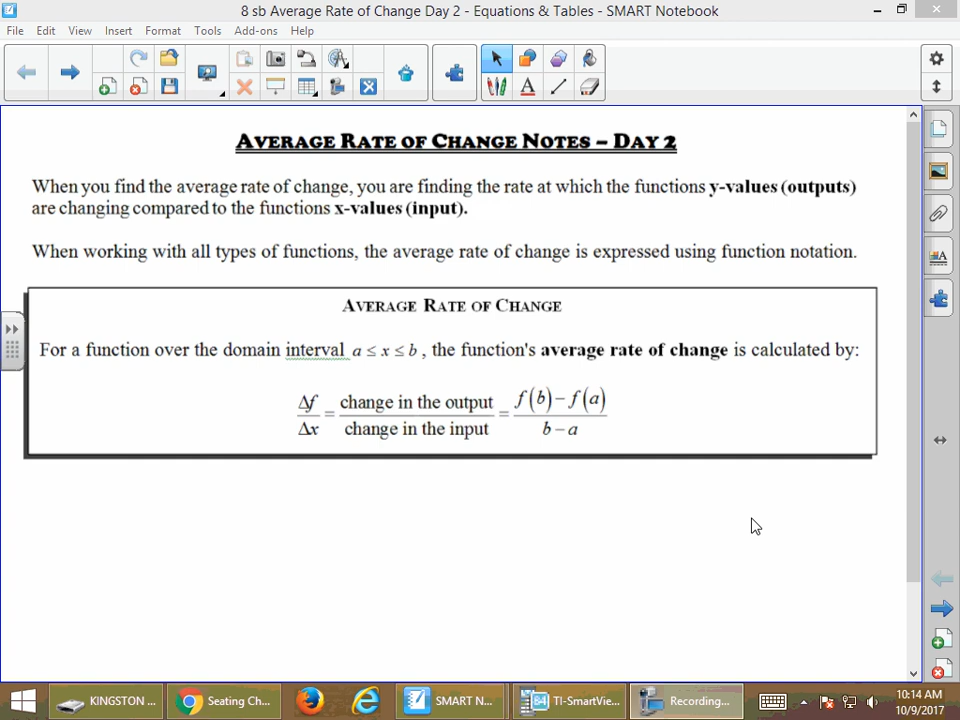 8 sb Average Rate of Change Day 2 - Equations & Tables - SMART Notebook
File Edit View Insert Format Tools Add-ons Help
AVERAGE RATE OF CHANGE NOTES – DAY 2
When you find the average rate of change, you are finding the rate at which the functions y-values (outputs)
are changing compared to the functions x-values (input).
When working with all types of functions, the average rate of change is expressed using function notation.
AVERAGE RATE OF CHANGE
For a function over the domain interval a ≤ x ≤ b , the function's average rate of change is calculated by:
Δf/Δx = change in the output/change in the input = f(b) – f(a)/b – a
KINGSTON ... Seating Ch... SMART N... 84 TI-SmartVie... Recording... 10:14 AM
10/9/2017